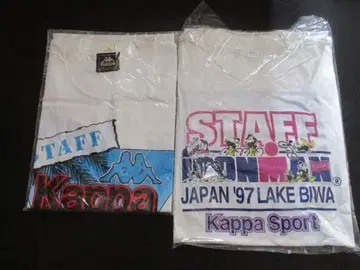 STAFF
Kappa
STAFF
IRONMAN
JAPAN '97 LAKE BIWA
Kappa Sport